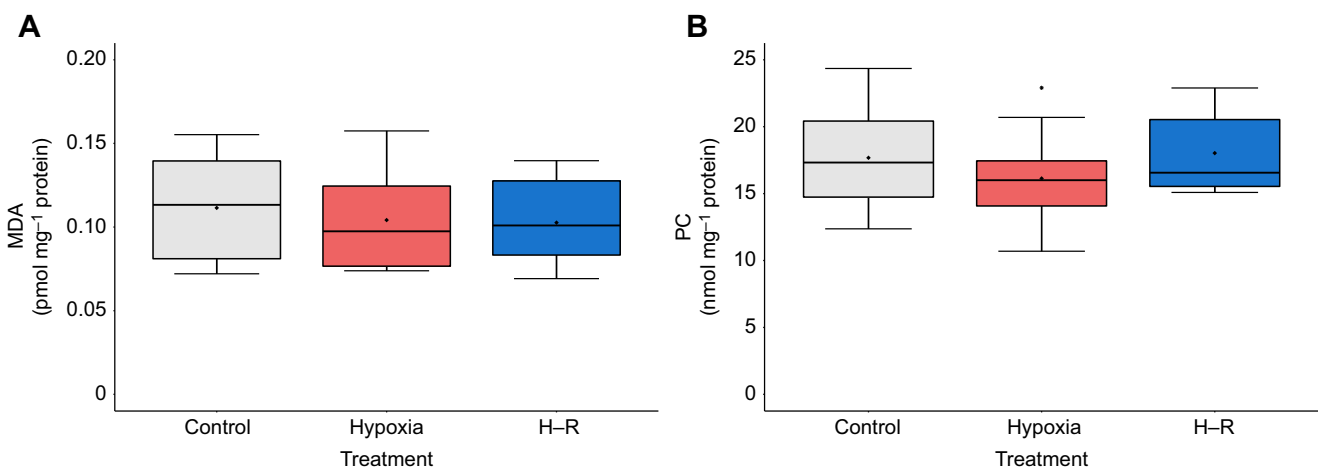 A
MDA
(pmol mg⁻¹ protein)
0.20
0.15
0.10
0.05
0
Control Hypoxia H–R
Treatment
B
PC
(nmol mg⁻¹ protein)
25
20
15
10
5
0
Control Hypoxia H–R
Treatment